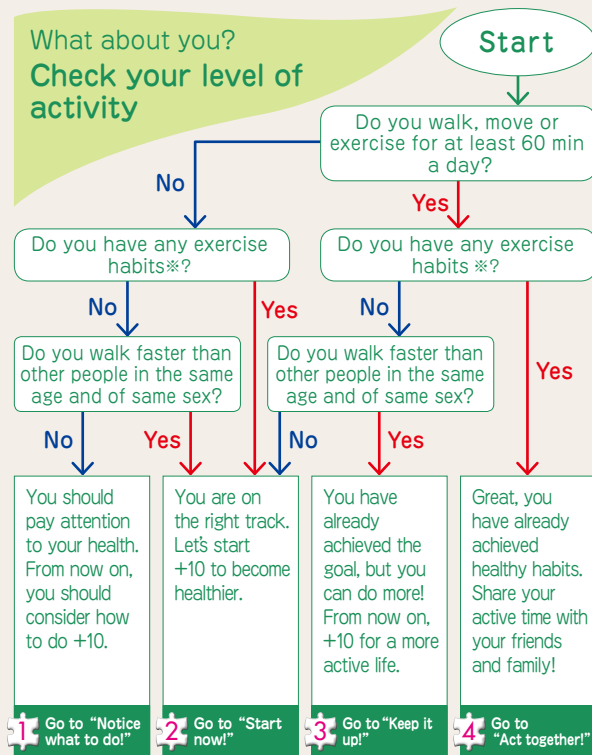 What about you?
Check your level of
activity
Start
Do you walk, move or
exercise for at least 60 min
a day?
No
Yes
Do you have any exercise
habits※?
Do you have any exercise
habits ※?
No
Yes
No
Yes
Do you walk faster than
other people in the same
age and of same sex?
Do you walk faster than
other people in the same
age and of same sex?
No
Yes
No
Yes
You should
pay attention
to your health.
From now on,
you should
consider how
to do +10.
You are on
the right track.
Let's start
+10 to become
healthier.
You have
already
achieved the
goal, but you
can do more!
From now on,
+10 for a more
active life.
Great, you
have already
achieved
healthy habits.
Share your
active time with
your friends
and family!
1 Go to "Notice
what to do!"
2 Go to "Start
now!"
3 Go to "Keep it
up!"
4 Go to
"Act together!"